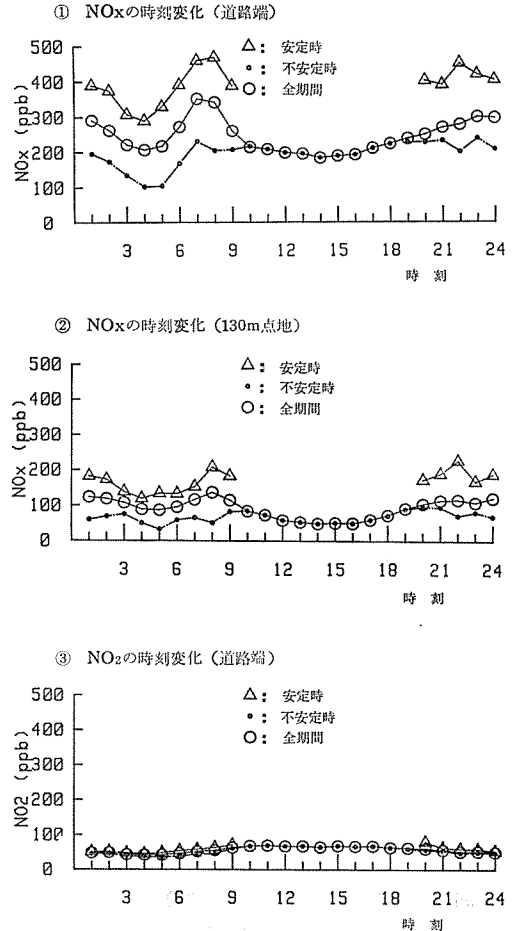 ① NOxの時刻変化（道路端）
500
400
300
200
100
0
NOx (ppb)
△： 安定時
∘： 不安定時
○： 全期間
3 6 9 12 15 18 21 24
時 刻
② NOxの時刻変化（130m点地）
500
400
300
200
100
0
NOx (ppb)
△： 安定時
•： 不安定時
○： 全期間
3 6 9 12 15 18 21 24
時 刻
③ NO₂の時刻変化（道路端）
500
400
300
200
100
0
NO2 (ppb)
△： 安定時
•： 不安定時
○： 全期間
3 6 9 12 15 18 21 24
時 刻